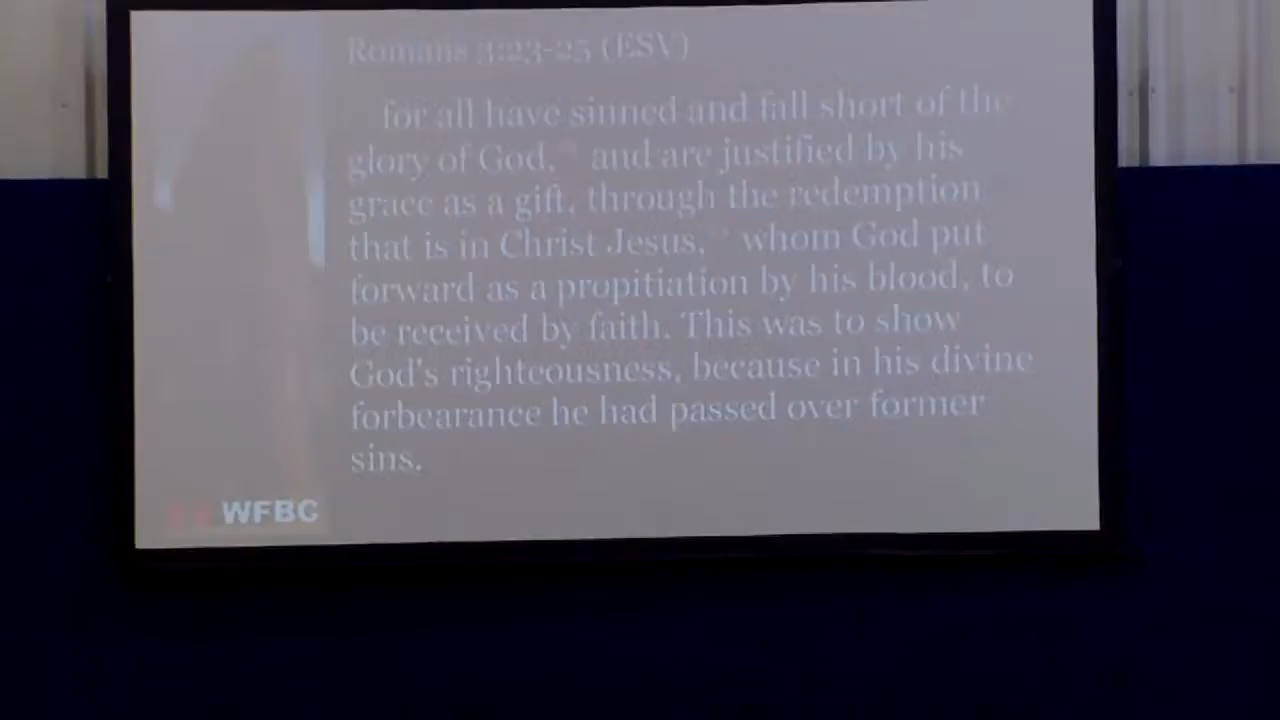 Romans 3:23-25 (ESV)
for all have sinned and fall short of the
glory of God, and are justified by his
grace as a gift, through the redemption
that is in Christ Jesus, whom God put
forward as a propitiation by his blood, to
be received by faith. This was to show
God's righteousness, because in his divine
forbearance he had passed over former
sins.
WFBC